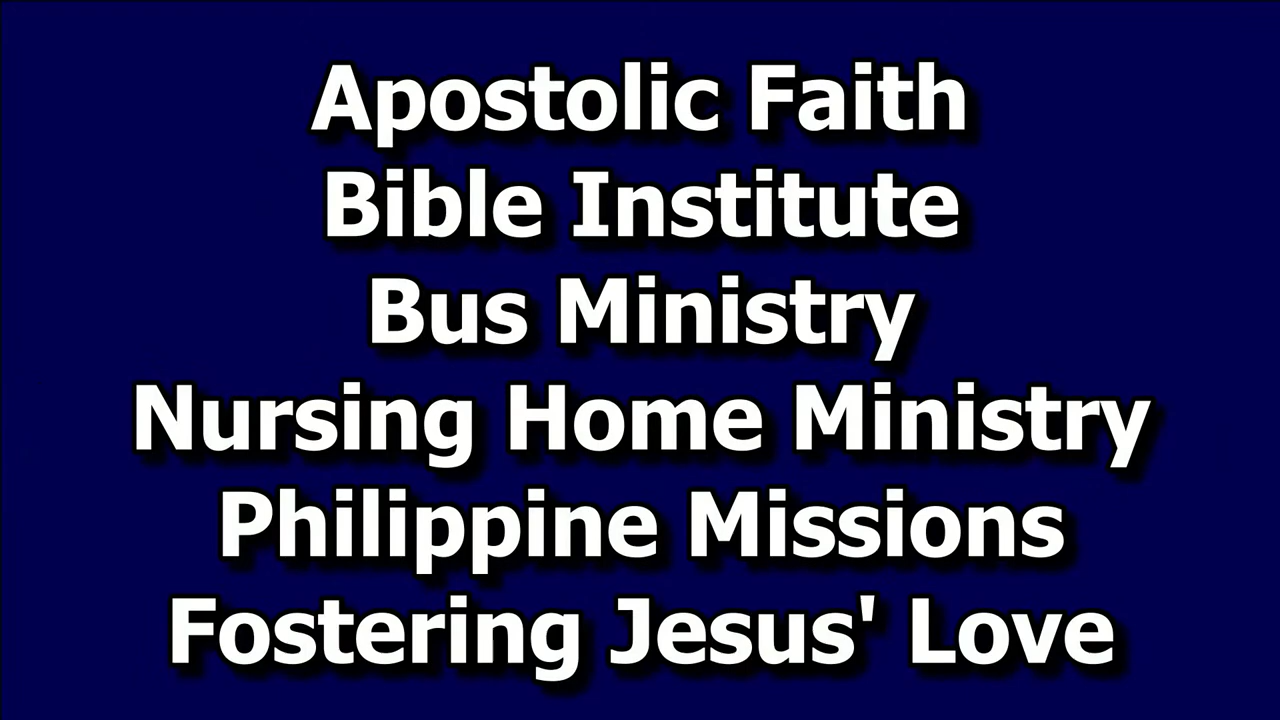 Apostolic Faith
Bible Institute
Bus Ministry
Nursing Home Ministry
Philippine Missions
Fostering Jesus' Love